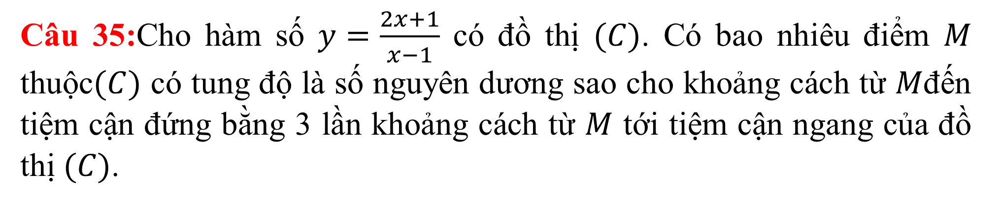 Câu 35:Cho hàm số $y = \frac{2x+1}{x-1}$ có đồ thị $(C)$. Có bao nhiêu điểm $M$
thuộc$(C)$ có tung độ là số nguyên dương sao cho khoảng cách từ $M$đến
tiệm cận đứng bằng 3 lần khoảng cách từ $M$ tới tiệm cận ngang của đồ
thị $(C)$.